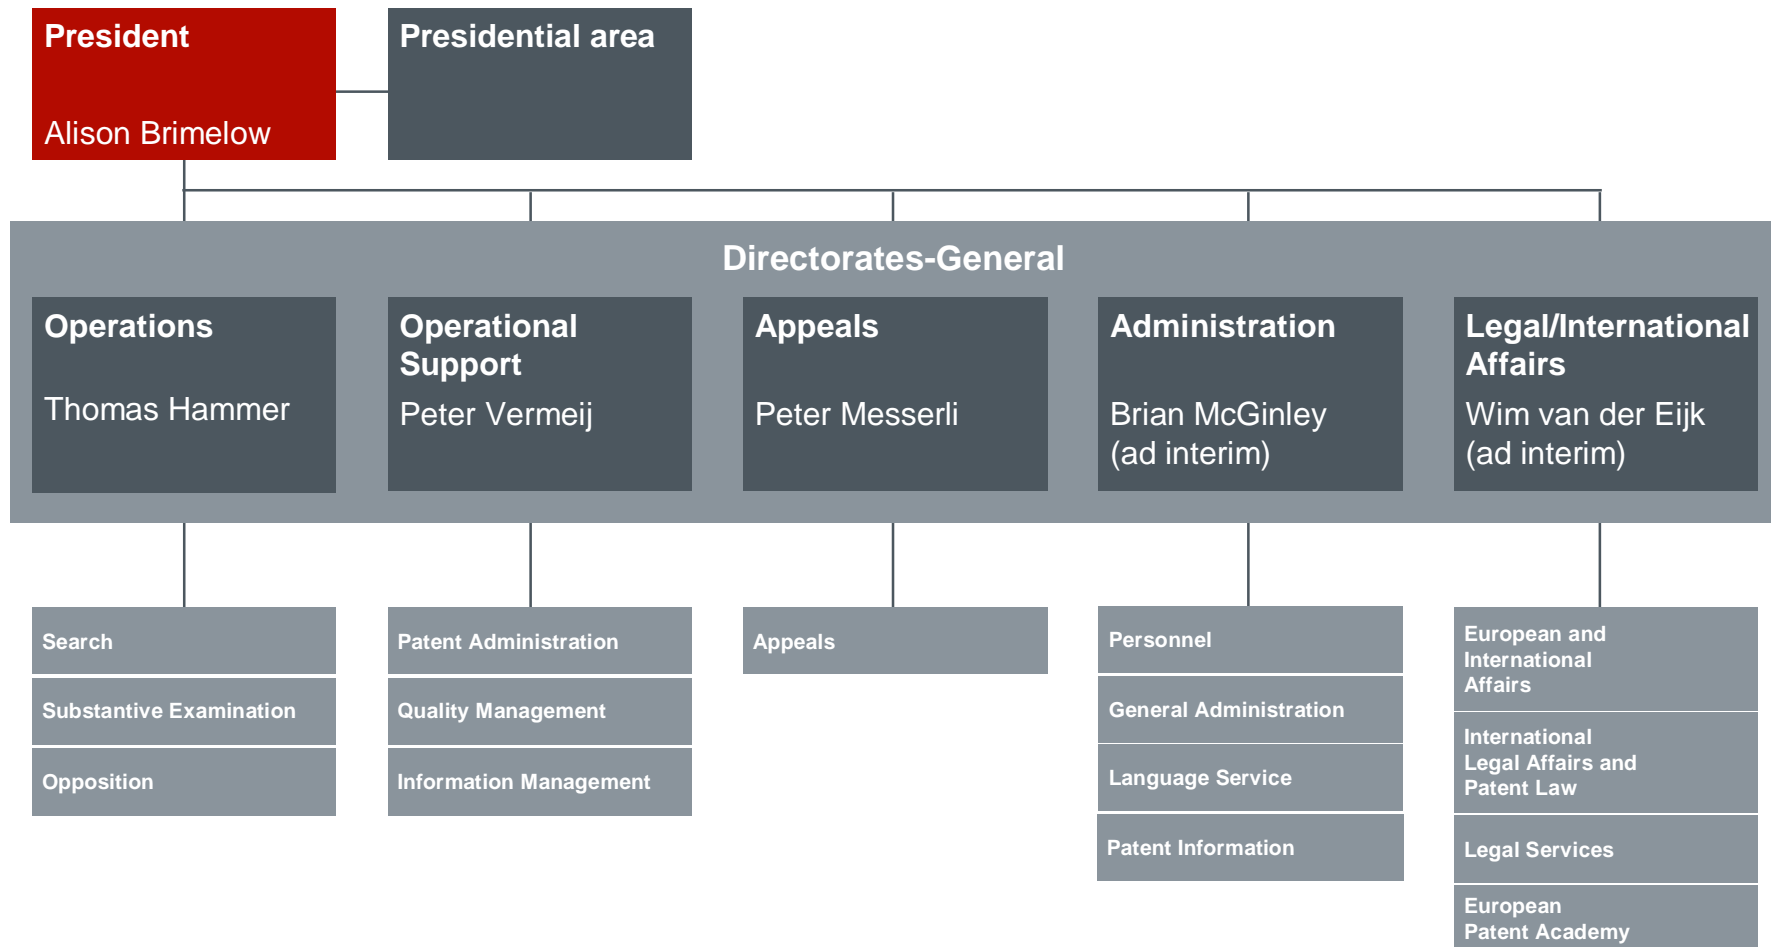 President
Alison Brimelow
Presidential area
Directorates-General
Operations
Thomas Hammer
Operational
Support
Peter Vermeij
Appeals
Peter Messerli
Administration
Brian McGinley
(ad interim)
Legal/International
Affairs
Wim van der Eijk
(ad interim)
Search
Substantive Examination
Opposition
Patent Administration
Quality Management
Information Management
Appeals
Personnel
General Administration
Language Service
Patent Information
European and
International
Affairs
International
Legal Affairs and
Patent Law
Legal Services
European
Patent Academy